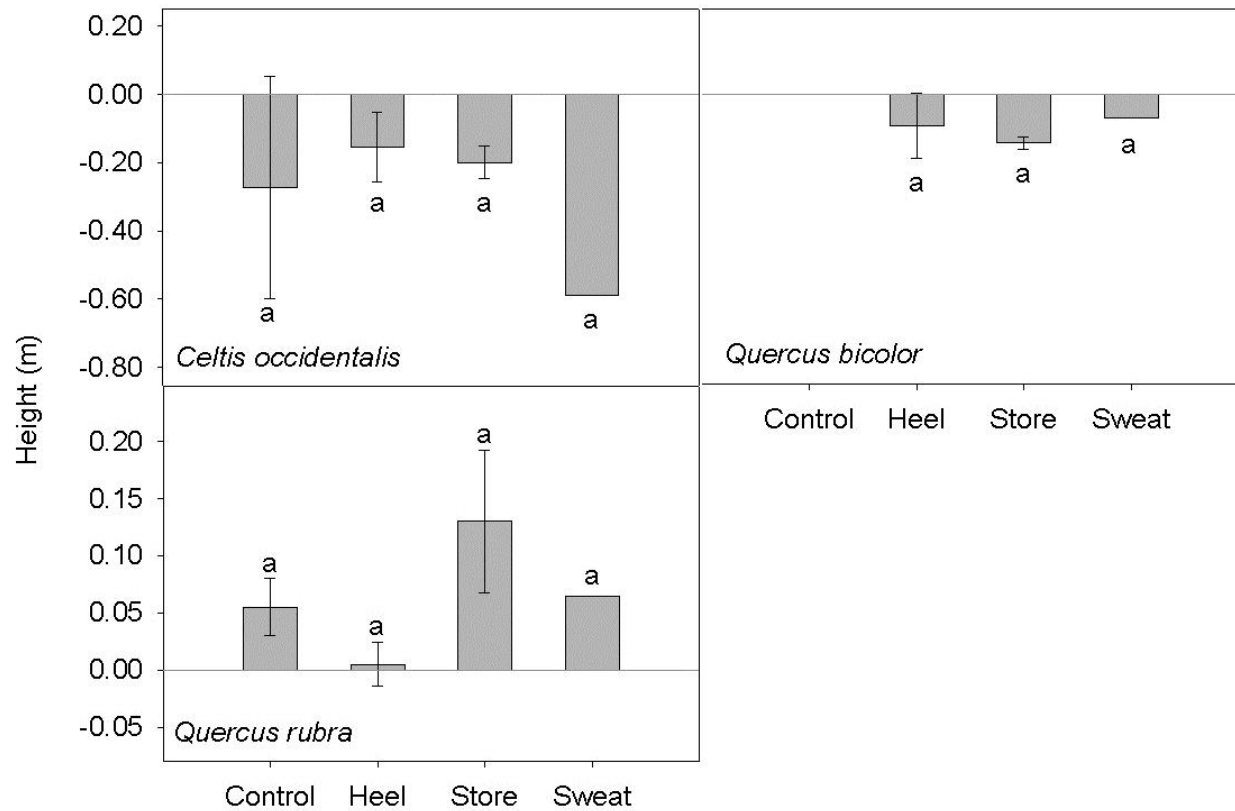 0.20
0.00
-0.20
-0.40
-0.60
-0.80
a a a a
Celtis occidentalis
a a a
Quercus bicolor
Control Heel Store Sweat
Height (m)
0.20
0.15
0.10
0.05
0.00
-0.05
a a a a
Quercus rubra
Control Heel Store Sweat